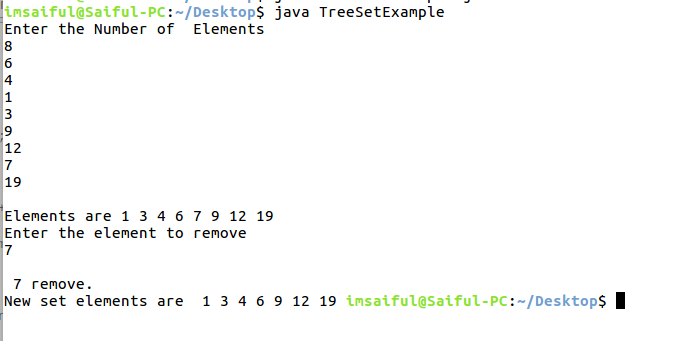 imsaiful@Saiful-PC:~/Desktop$ java TreeSetExample
Enter the Number of  Elements
8
6
4
1
3
9
12
7
19
Elements are 1 3 4 6 7 9 12 19
Enter the element to remove
7
 7 remove.
New set elements are  1 3 4 6 9 12 19 imsaiful@Saiful-PC:~/Desktop$